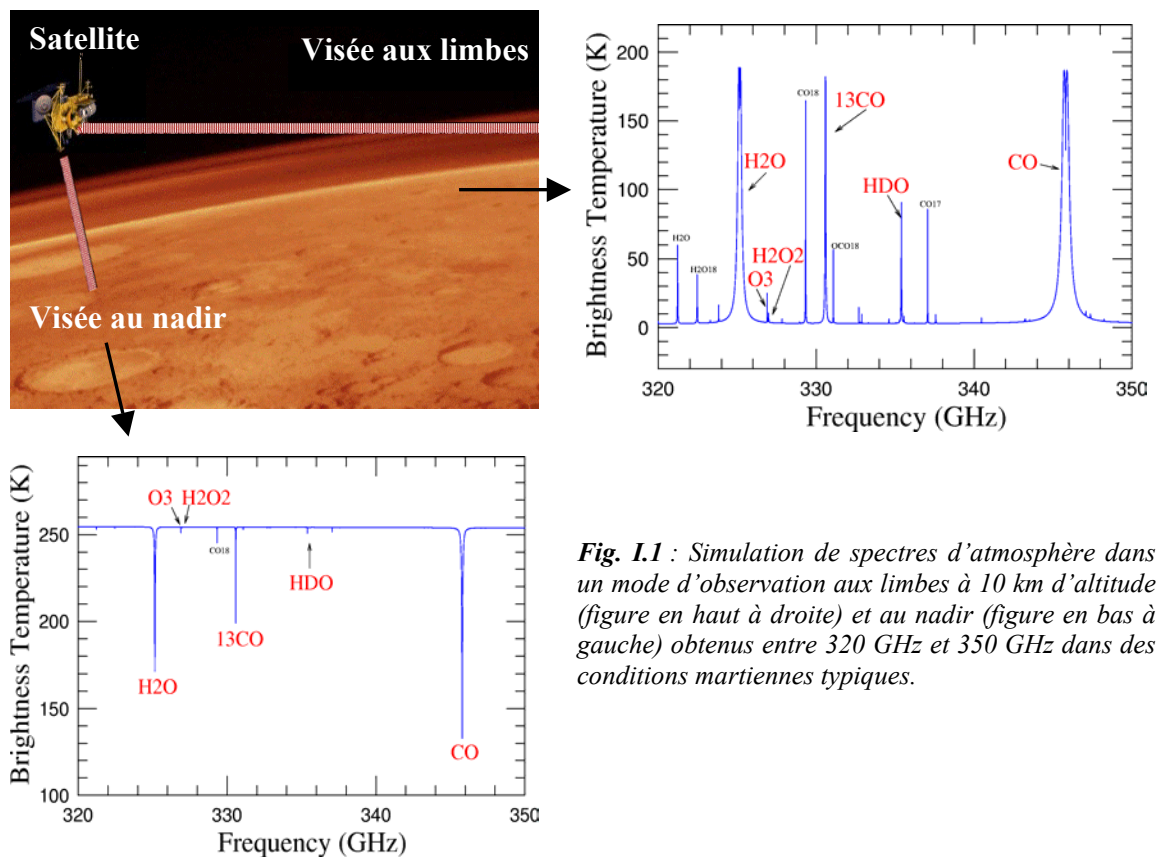 Satellite
Visée aux limbes
Visée au nadir
Brightness Temperature (K)
200
150
100
50
0
H2O
H2O18
H2O
O3
H2O2
CO18
13CO
OCO18
HDO
CO17
CO
320
330
340
350
Frequency (GHz)
Brightness Temperature (K)
250
200
150
100
O3 H2O2
CO18
HDO
13CO
H2O
CO
320
330
340
350
Frequency (GHz)
Fig. I.1 : Simulation de spectres d’atmosphère dans
un mode d’observation aux limbes à 10 km d’altitude
(figure en haut à droite) et au nadir (figure en bas à
gauche) obtenus entre 320 GHz et 350 GHz dans des
conditions martiennes typiques.